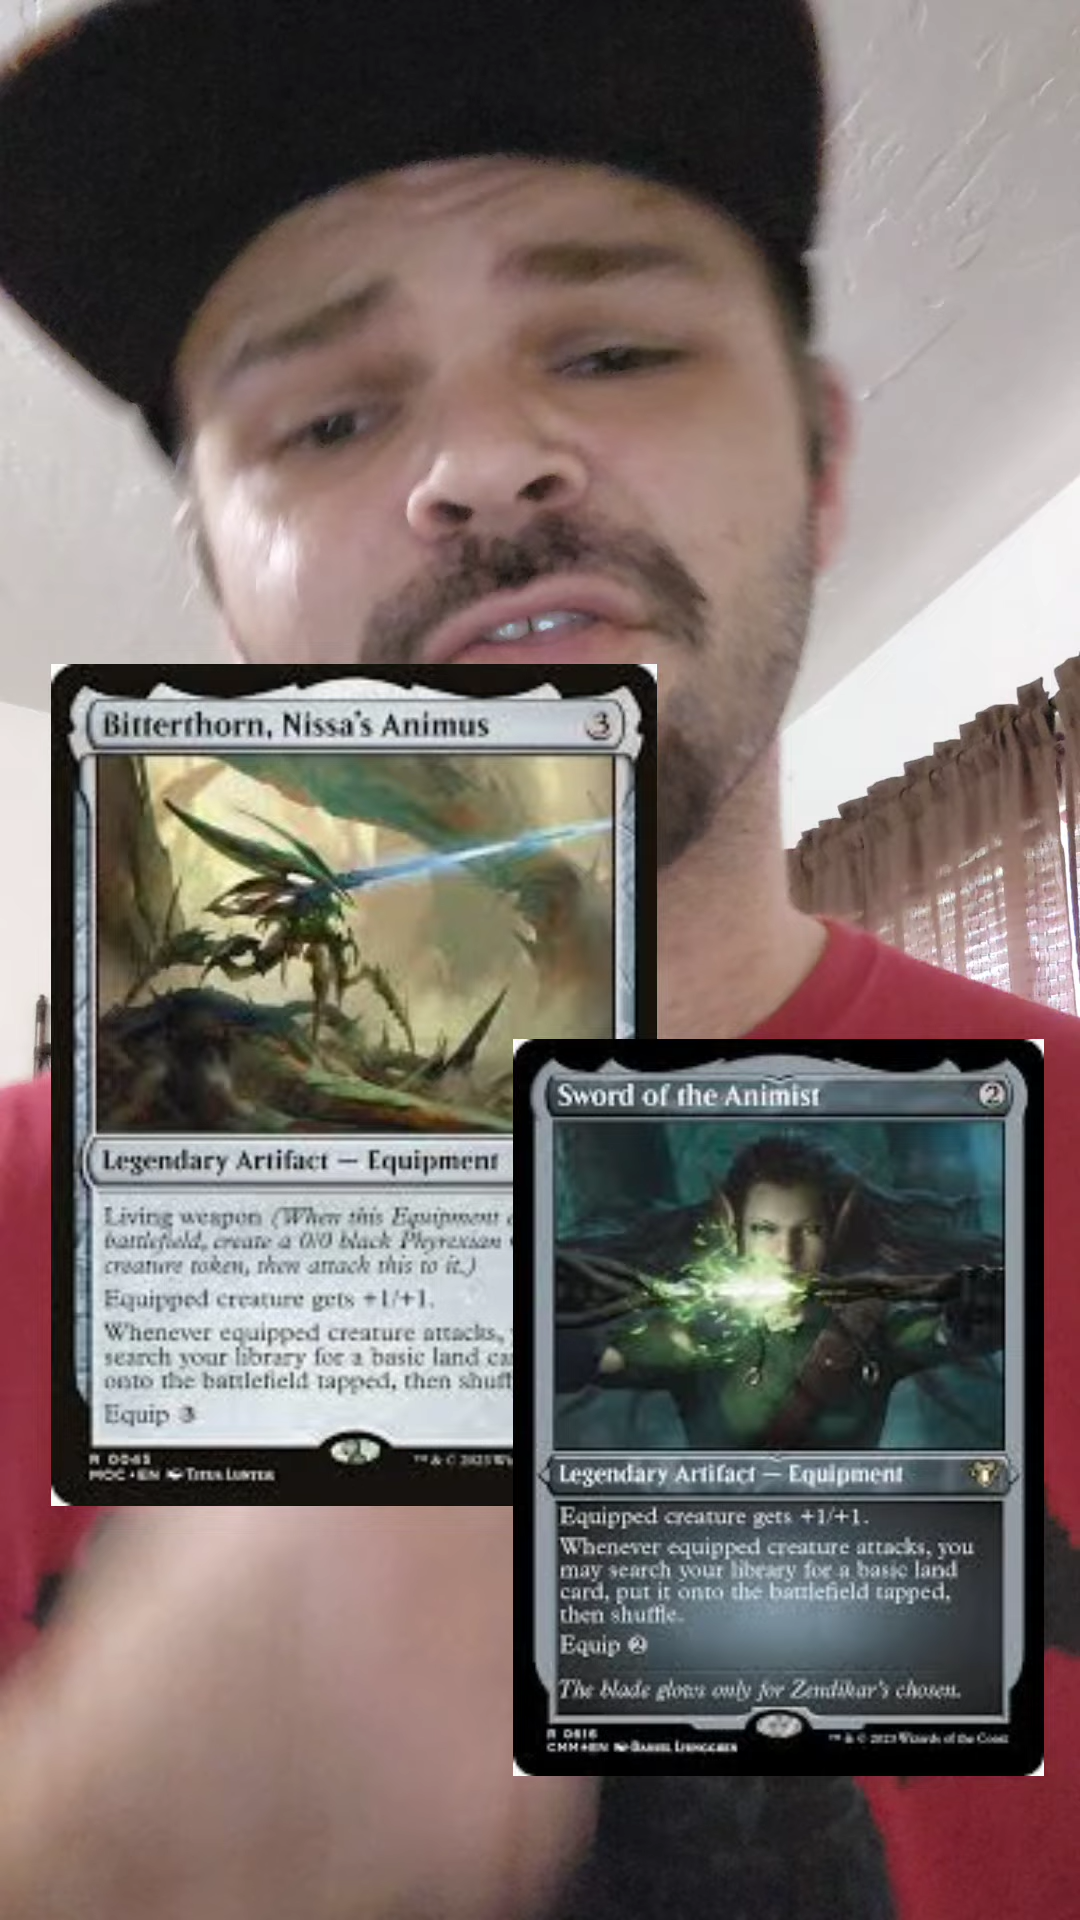 Bitterthorn, Nissa's Animus 3
Legendary Artifact — Equipment
Living weapon (When this Equipment
battlefield, create a 0/0 black Phyrexian
creature token, then attach this to it.)
Equipped creature gets +1/+1.
Whenever equipped creature attacks,
search your library for a basic land
onto the battlefield tapped, then
Equip 3
R 0045
MOC • EN Titus Lunter
™ & © 2023
Sword of the Animist 2
Legendary Artifact — Equipment
Equipped creature gets +1/+1.
Whenever equipped creature attacks, you
may search your library for a basic land
card, put it onto the battlefield tapped,
then shuffle.
Equip 2
The blade glows only for Zendikar's chosen.
R 0616
CMM • EN Daniel Ljunggren
™ & © 2023 Wizards of the Coast